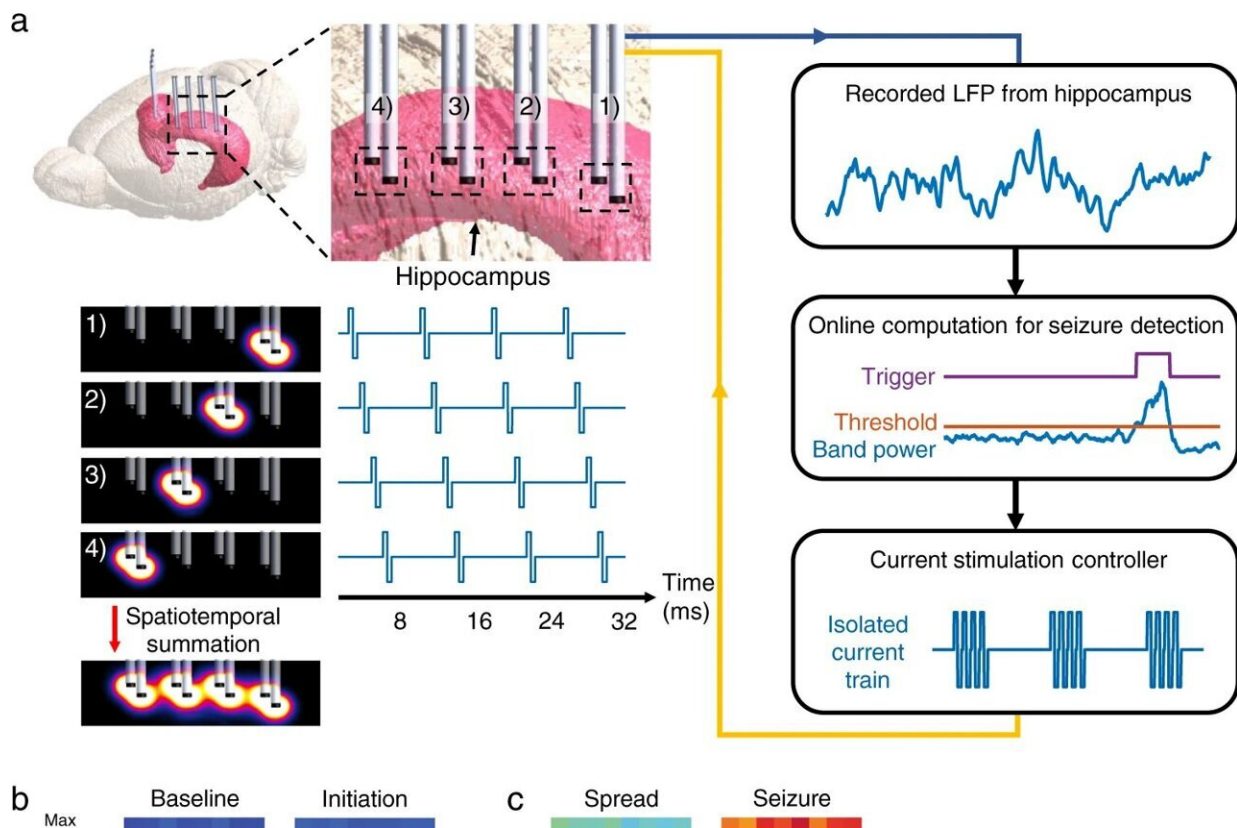 a
4)
3)
2)
1)
Hippocampus
1)
2)
3)
4)
Time
(ms)
8 16 24 32
Spatiotemporal
summation
Recorded LFP from hippocampus
Online computation for seizure detection
Trigger
Threshold
Band power
Current stimulation controller
Isolated
current
train
b
Max
Baseline
Initiation
c
Spread
Seizure